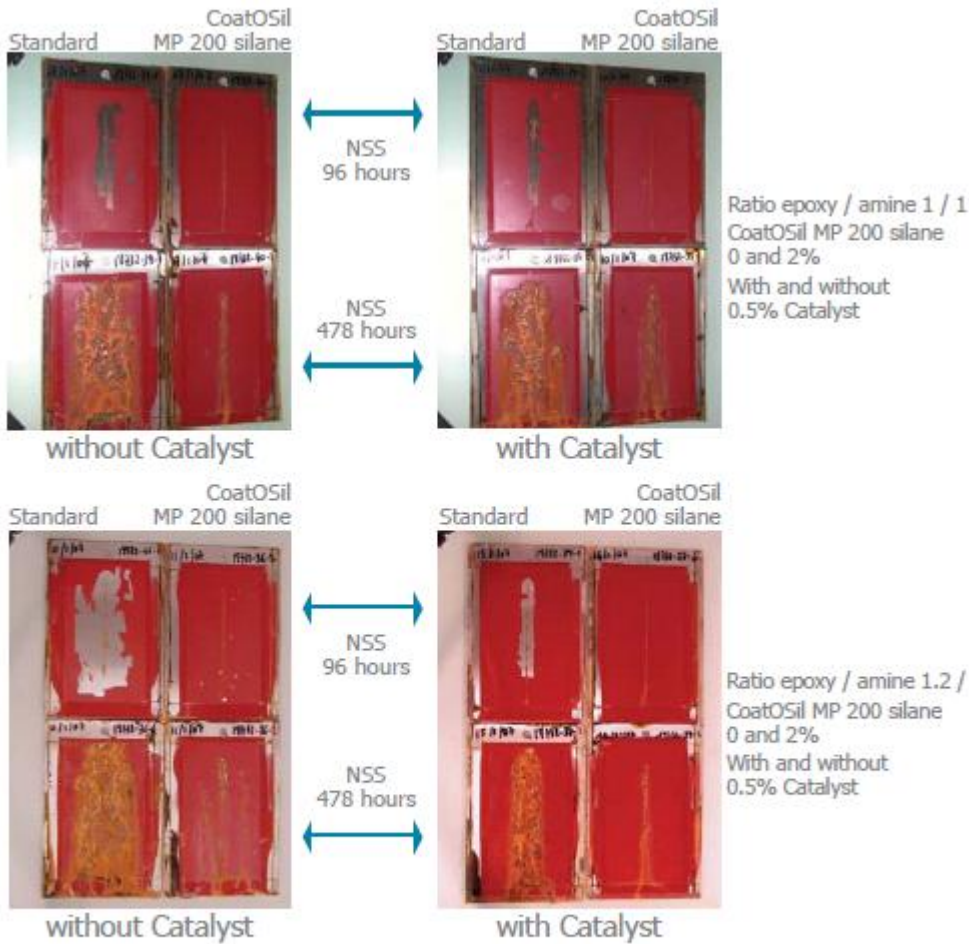 CoatOSil
Standard MP 200 silane
CoatOSil
Standard MP 200 silane
NSS
96 hours
NSS
478 hours
Ratio epoxy / amine 1 / 1
CoatOSil MP 200 silane
0 and 2%
With and without
0.5% Catalyst
without Catalyst
with Catalyst
CoatOSil
Standard MP 200 silane
CoatOSil
Standard MP 200 silane
NSS
96 hours
NSS
478 hours
Ratio epoxy / amine 1.2 /
CoatOSil MP 200 silane
0 and 2%
With and without
0.5% Catalyst
without Catalyst
with Catalyst